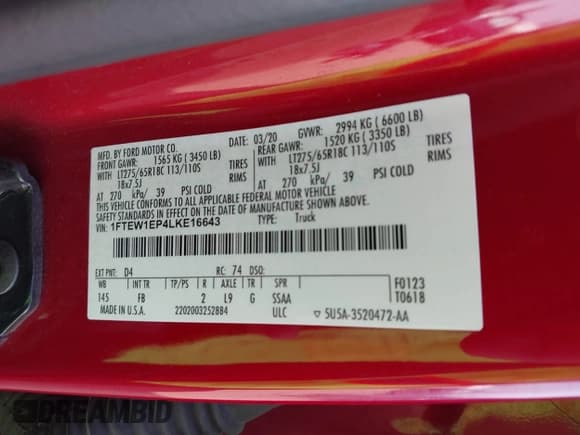 MFD. BY FORD MOTOR CO.
DATE: 03/20 GVWR: 2994 KG ( 6600 LB)
FRONT GAWR: 1565 KG ( 3450 LB)
REAR GAWR: 1520 KG ( 3350 LB)
WITH LT275/65R18C 113/110S TIRES
WITH LT275/65R18C 113/110S TIRES
18x7.5J RIMS
18x7.5J RIMS
AT 270 kPa/ 39 PSI COLD
AT 270 kPa/ 39 PSI COLD
THIS VEHICLE CONFORMS TO ALL APPLICABLE FEDERAL MOTOR VEHICLE
SAFETY STANDARDS IN EFFECT ON THE DATE OF MANUFACTURE SHOWN ABOVE.
VIN: 1FTEW1EP4LKE16643
TYPE: Truck
EXT PNT: D4 RC: 74 DSO:
WB INT TR TP/PS R AXLE TR SPR
145 FB 2 L9 G SSAA
F0123
T0618
MADE IN U.S.A. 2202003252884 ULC
5U5A-3520472-AA
DREAMBID